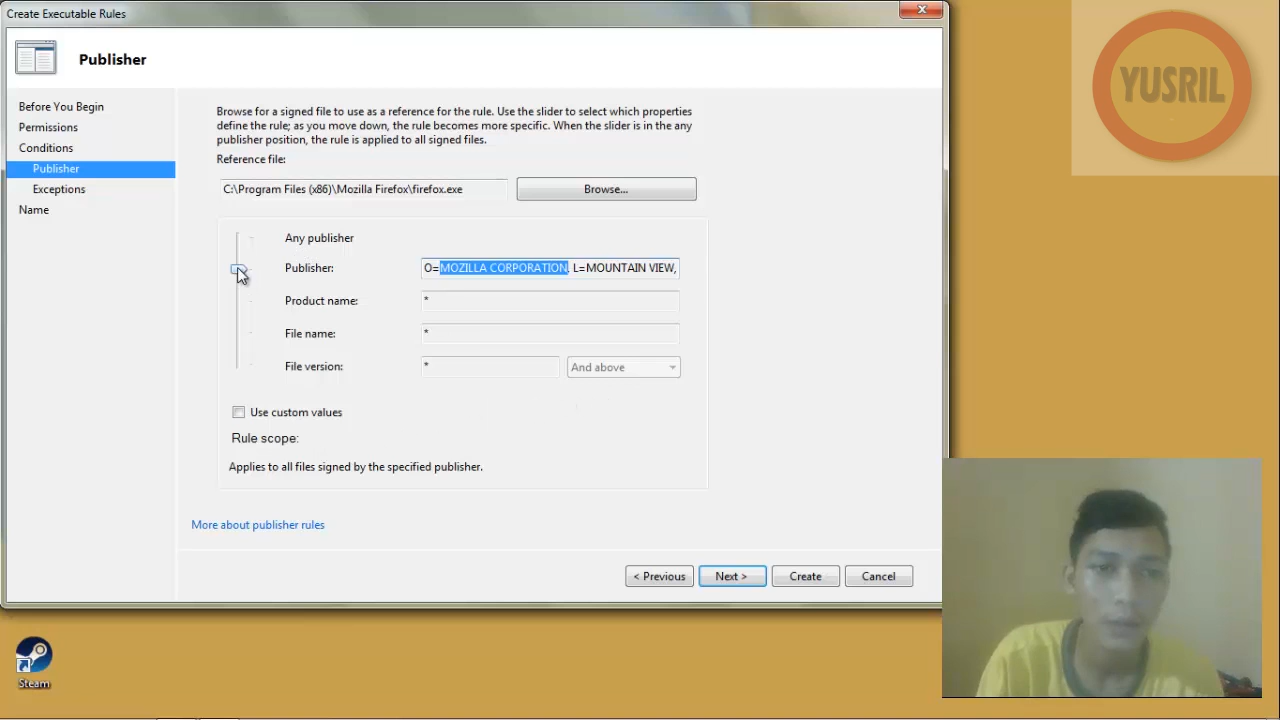 Create Executable Rules
Publisher
Before You Begin
Permissions
Conditions
Publisher
Exceptions
Name
Browse for a signed file to use as a reference for the rule. Use the slider to select which properties
define the rule; as you move down, the rule becomes more specific. When the slider is in the any
publisher position, the rule is applied to all signed files.
Reference file:
C:\Program Files (x86)\Mozilla Firefox\firefox.exe
Browse...
Any publisher
Publisher:
O=MOZILLA CORPORATION, L=MOUNTAIN VIEW,
Product name:
*
File name:
*
File version:
*
And above
Use custom values
Rule scope:
Applies to all files signed by the specified publisher.
More about publisher rules
< Previous
Next >
Create
Cancel
YUSRIL
Steam